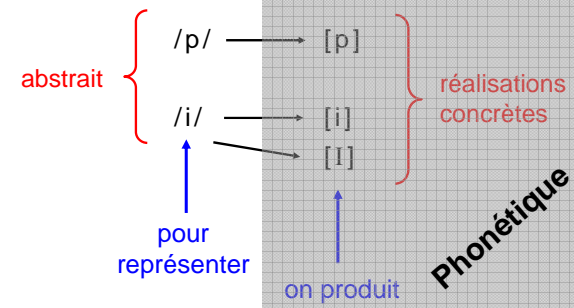 /p/ [p]
abstrait
réalisations
concrètes
/i/ [i]
[I]
Phonétique
pour
représenter
on produit